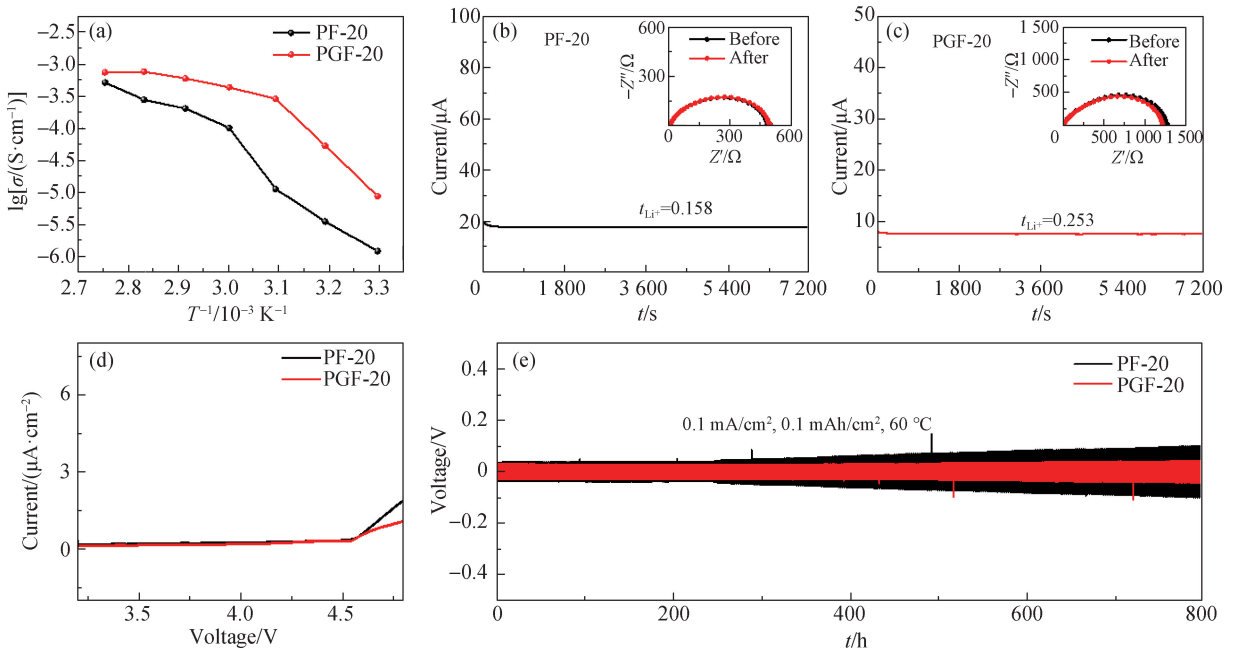 (a)
PF-20
PGF-20
lg[σ/(S·cm⁻¹)]
−2.5
−3.0
−3.5
−4.0
−4.5
−5.0
−5.5
−6.0
2.7 2.8 2.9 3.0 3.1 3.2 3.3
T⁻¹/10⁻³ K⁻¹
(b) PF-20
Current/μA
100
80
60
40
20
0
0 1 800 3 600 5 400 7 200
t/s
t_Li⁺=0.158
−Z″/Ω
600
300
0 300 600
Z′/Ω
Before
After
(c) PGF-20
Current/μA
50
40
30
20
10
0
0 1 800 3 600 5 400 7 200
t/s
t_Li⁺=0.253
−Z″/Ω
1 500
1 000
500
0 500 1 000 1 500
Z′/Ω
Before
After
(d)
PF-20
PGF-20
Current/(μA·cm⁻²)
6
3
0
3.5 4.0 4.5
Voltage/V
(e)
PF-20
PGF-20
0.1 mA/cm², 0.1 mAh/cm², 60 °C
Voltage/V
0.4
0.2
0
−0.2
−0.4
0 200 400 600 800
t/h